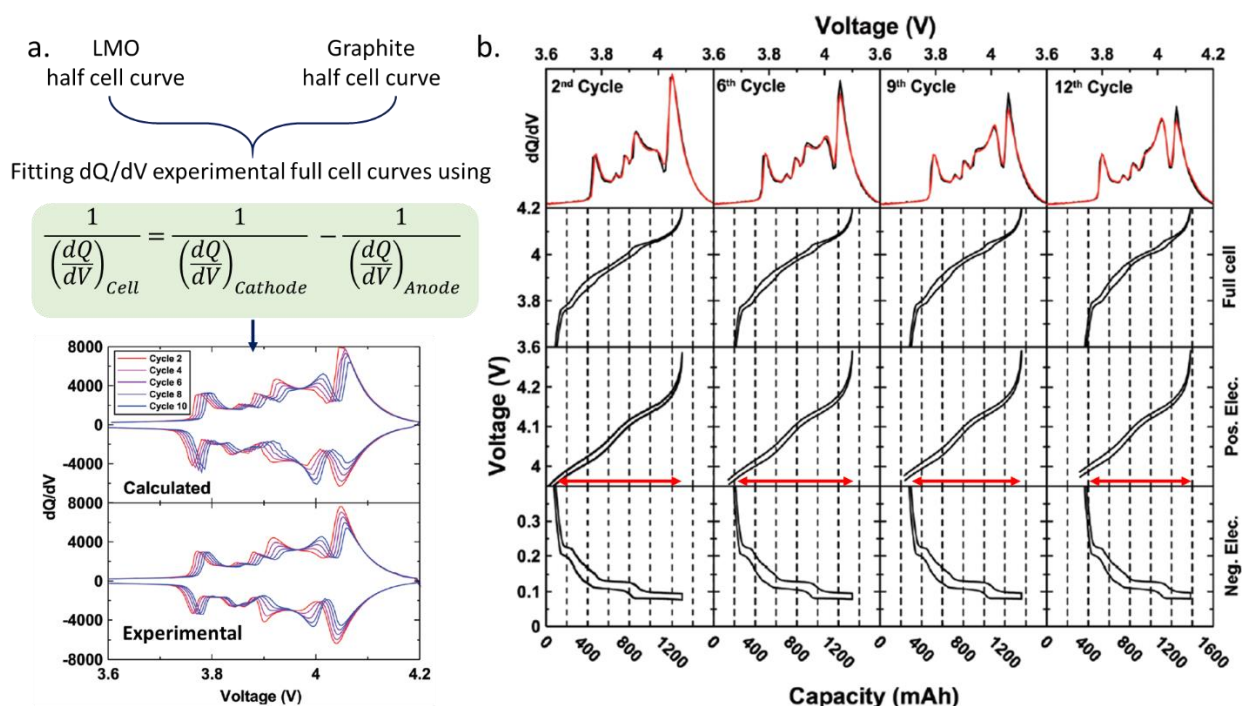 a.
LMO
half cell curve
Graphite
half cell curve
Fitting dQ/dV experimental full cell curves using
1/(dQ/dV)Cell = 1/(dQ/dV)Cathode − 1/(dQ/dV)Anode
8000
4000
0
-4000
8000
4000
0
-4000
-8000
Cycle 2
Cycle 4
Cycle 6
Cycle 8
Cycle 10
Calculated
Experimental
dQ/dV
3.6 3.8 4 4.2
Voltage (V)
b.
Voltage (V)
3.6 3.8 4 3.6 3.8 4 3.6 3.8 4 3.6 3.8 4 4.2
2nd Cycle
6th Cycle
9th Cycle
12th Cycle
dQ/dV
4.2
4
3.8
3.6
Full cell
4.2
4.1
4
Voltage (V)
Pos. Elec.
0.3
0.2
0.1
0
Neg. Elec.
0 400 800 1200 0 400 800 1200 0 400 800 1200 0 400 800 1200 1600
Capacity (mAh)